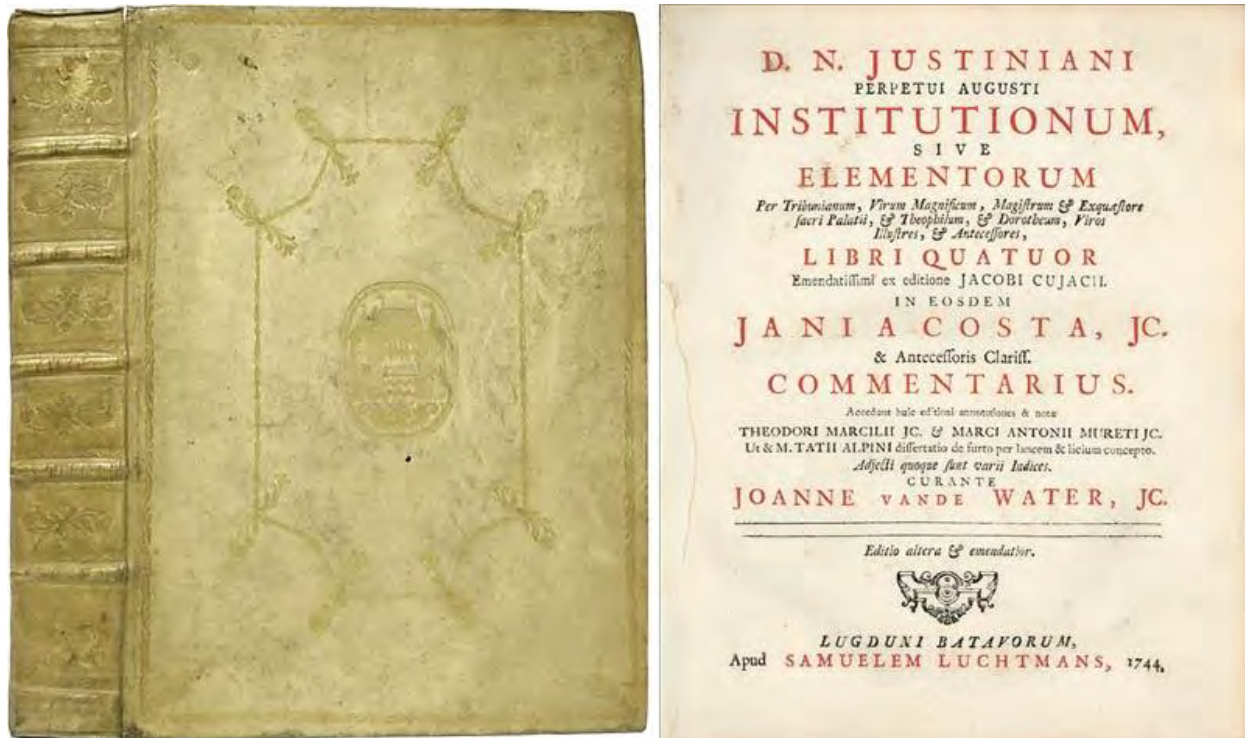 D. N. JUSTINIANI
PERPETUI AUGUSTI
INSTITUTIONUM,
SIVE
ELEMENTORUM
Per Tribunianum, Virum Magnificum, Magiſtrum & Exquæſtore
ſacri Palatii, & Theophilum, & Dorotheum, Viros
Illuſtres, & Anteceſſores,
LIBRI QUATUOR
Emendatiſſimi ex editione JACOBI CUJACII.
IN EOSDEM
JANI A COSTA, JC.
& Anteceſſoris Clariſſ.
COMMENTARIUS.
Accedunt huic editioni annotationes & notæ
THEODORI MARCILII JC. & MARCI ANTONII MURETI JC.
Ut & M. TATII ALPINI diſſertatio de furto per lancem & licium concepto.
Adjecti quoque ſunt varii Indices.
CURANTE
JOANNE VANDE WATER, JC.
Editio altera & emendatior.
LUGDUNI BATAVORUM,
Apud SAMUELEM LUCHTMANS, 1744.